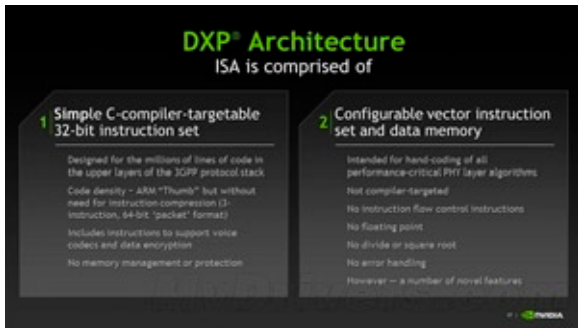 DXP® Architecture
ISA is comprised of
1
Simple C-compiler-targetable
32-bit instruction set
Designed for the millions of lines of code in
the upper layers of the 3GPP protocol stack
Code density – ARM "Thumb" but without
need for instruction compression (3-
instruction, 64-bit 'packet' format)
Includes instructions to support voice
codecs and data encryption
No memory management or protection
2
Configurable vector instruction
set and data memory
Intended for hand-coding of all
performance-critical PHY layer algorithms
Not compiler-targeted
No instruction flow control instructions
No floating point
No divide or square root
No error handling
However — a number of novel features
NVIDIA